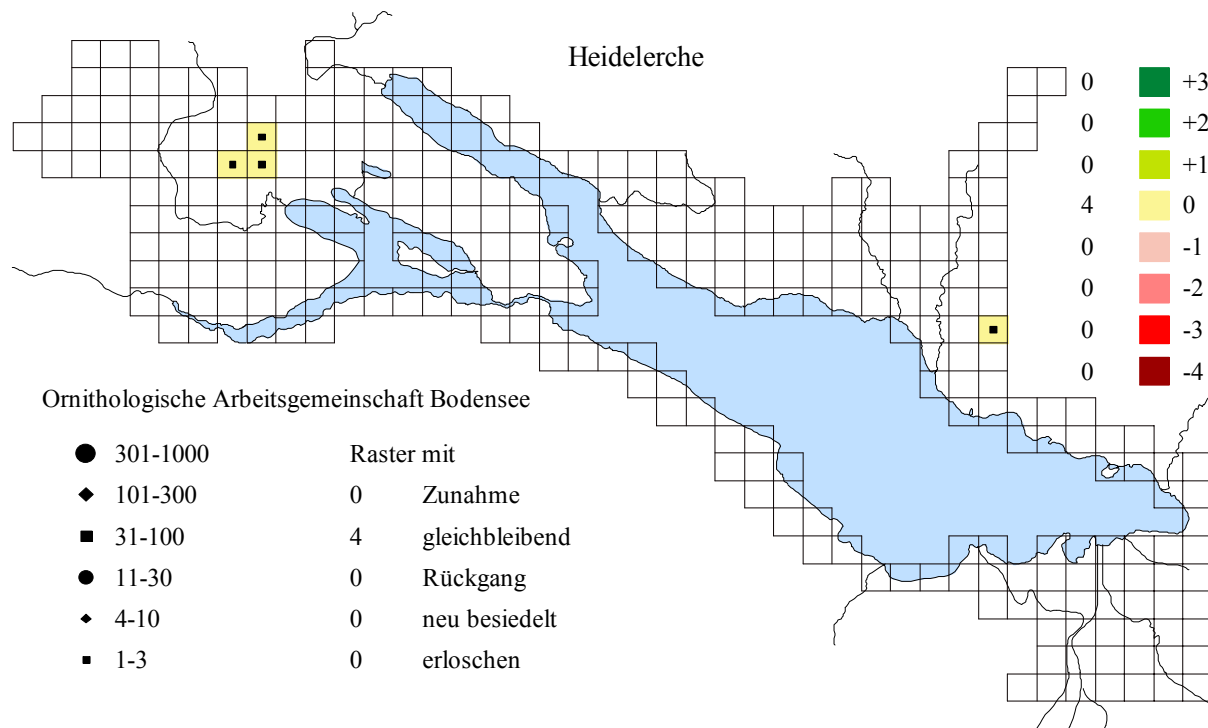 Heidelerche
0 +3
0 +2
0 +1
4 0
0 -1
0 -2
0 -3
0 -4
Ornithologische Arbeitsgemeinschaft Bodensee
301-1000 Raster mit
101-300 0 Zunahme
31-100 4 gleichbleibend
11-30 0 Rückgang
4-10 0 neu besiedelt
1-3 0 erloschen